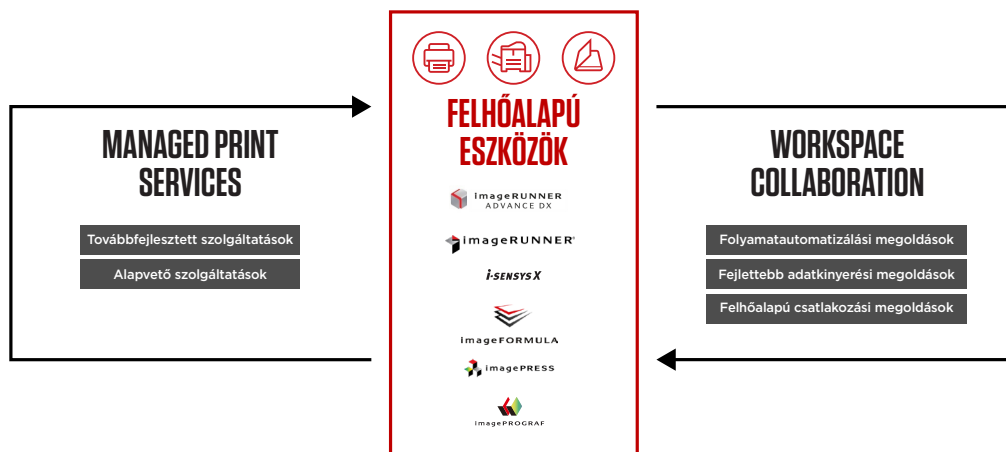 MANAGED PRINT
SERVICES
Továbbfejlesztett szolgáltatások
Alapvető szolgáltatások
FELHŐALAPÚ
ESZKÖZÖK
imageRUNNER
ADVANCE DX
imageRUNNER®
i-SENSYS X
imageFORMULA
imagePRESS
imagePROGRAF
WORKSPACE
COLLABORATION
Folyamatautomatizálási megoldások
Fejlettebb adatkinyerési megoldások
Felhőalapú csatlakozási megoldások